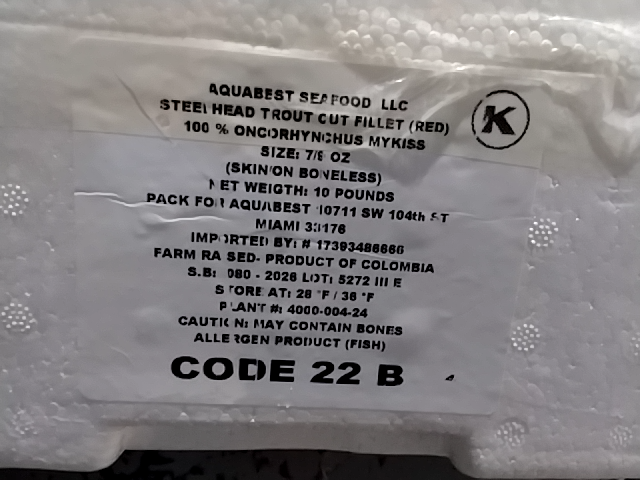 AQUABEST SEAFOOD LLC
STEELHEAD TROUT CUT FILLET (RED)
K
100 % ONCORHYNCHUS MYKISS
SIZE: 7/8 OZ
(SKIN ON BONELESS)
NET WEIGTH: 10 POUNDS
PACK FOR AQUABEST 10711 SW 104th ST
MIAMI 33176
IMPORTED BY: # 17393486666
FARM RAISED- PRODUCT OF COLOMBIA
S.B: 080 - 2026 LOT: 5272 III E
STORE AT: 28 °F / 36 °F
PLANT #: 4000-004-24
CAUTION: MAY CONTAIN BONES
ALLERGEN PRODUCT (FISH)
CODE 22 B